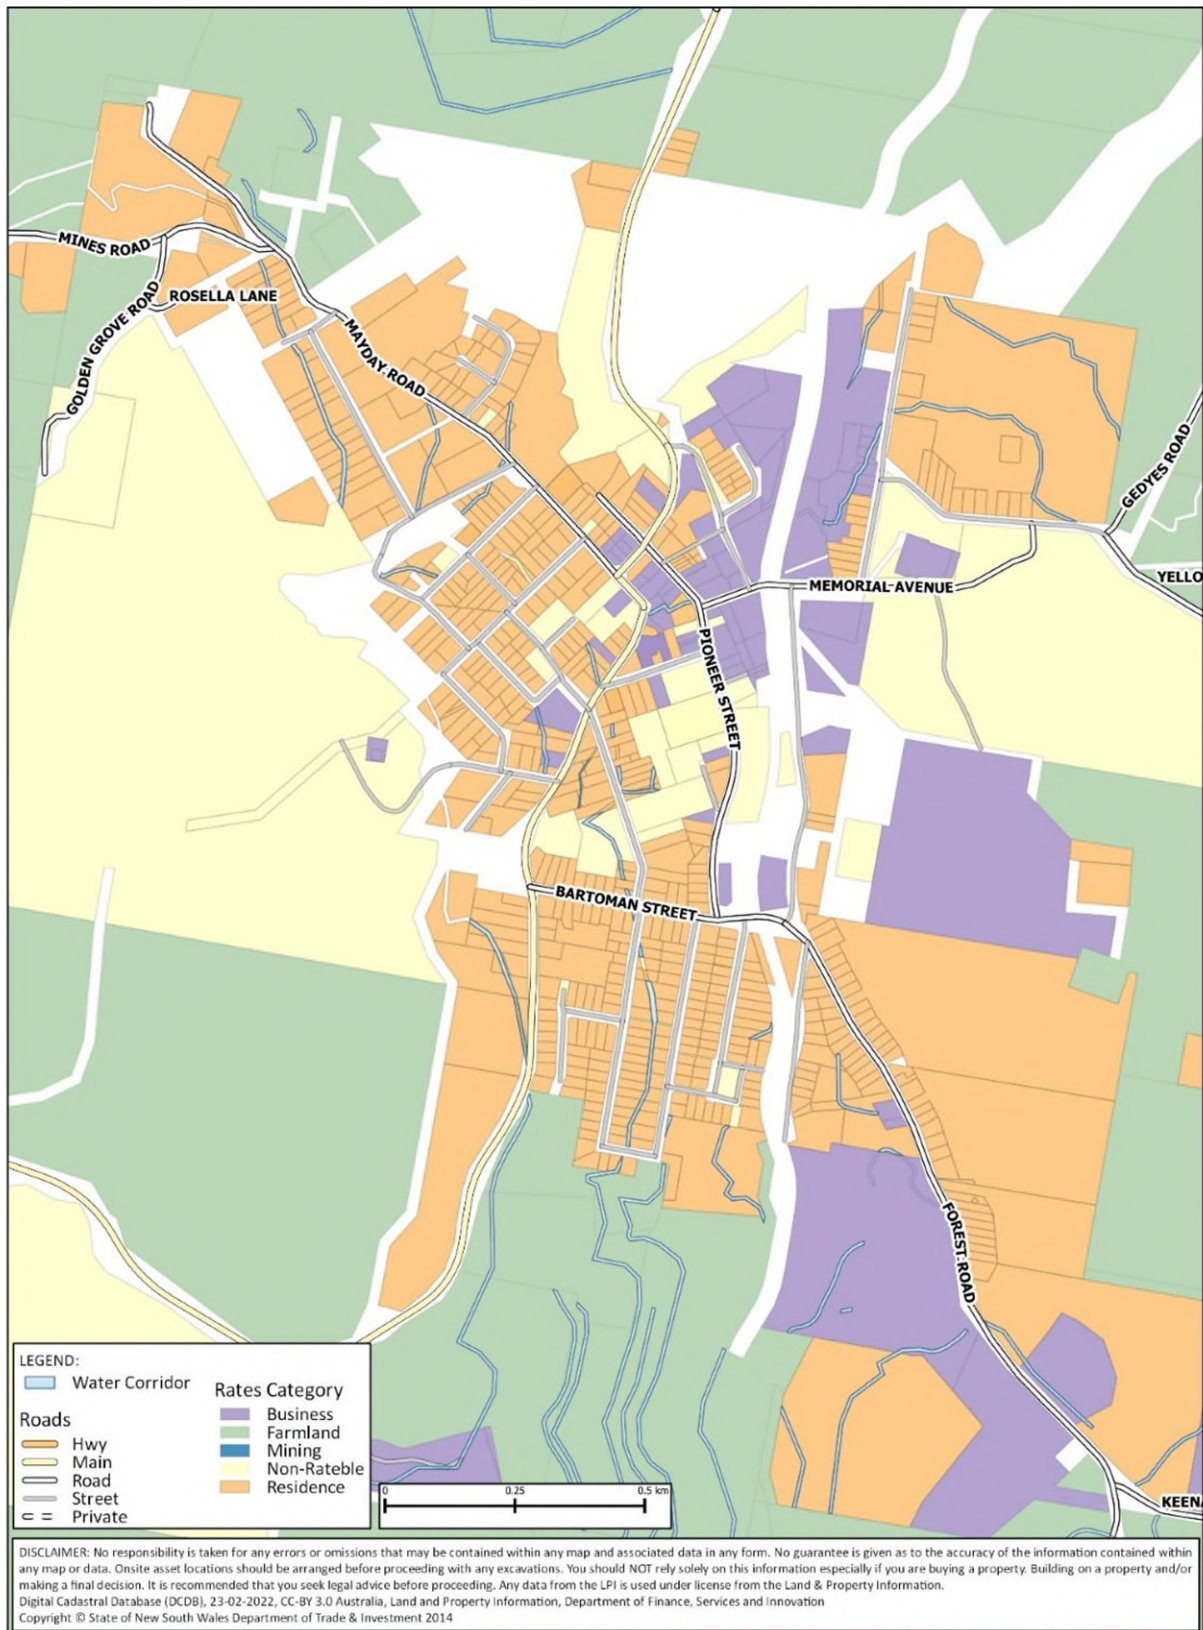 MINES ROAD
ROSELLA LANE
GOLDEN GROVE ROAD
MAYDAY ROAD
GEDYES ROAD
MEMORIAL AVENUE
YELLO
PIONEER STREET
BARTOMAN STREET
FOREST ROAD
KEEN
LEGEND:
Water Corridor
Roads
Hwy
Main
Road
Street
Private
Rates Category
Business
Farmland
Mining
Non-Rateble
Residence
0 0.25 0.5 km
DISCLAIMER: No responsibility is taken for any errors or omissions that may be contained within any map and associated data in any form. No guarantee is given as to the accuracy of the information contained within
any map or data. Onsite asset locations should be arranged before proceeding with any excavations. You should NOT rely solely on this information especially if you are buying a property. Building on a property and/or
making a final decision. It is recommended that you seek legal advice before proceeding. Any data from the LPI is used under license from the Land & Property Information.
Digital Cadastral Database (DCDB), 23-02-2022, CC-BY 3.0 Australia, Land and Property Information, Department of Finance, Services and Innovation
Copyright © State of New South Wales Department of Trade & Investment 2014